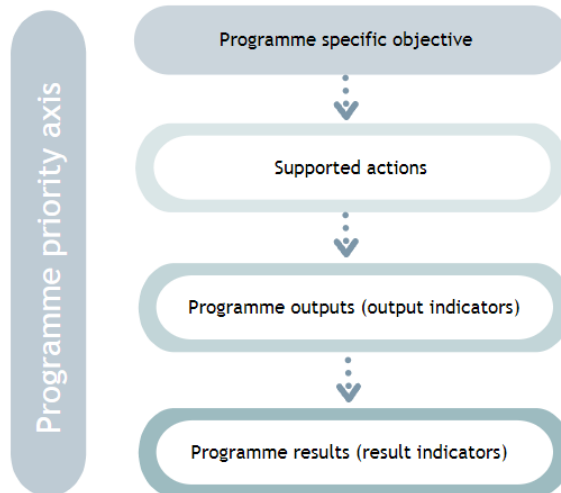 Programme priority axis
Programme specific objective
Supported actions
Programme outputs (output indicators)
Programme results (result indicators)